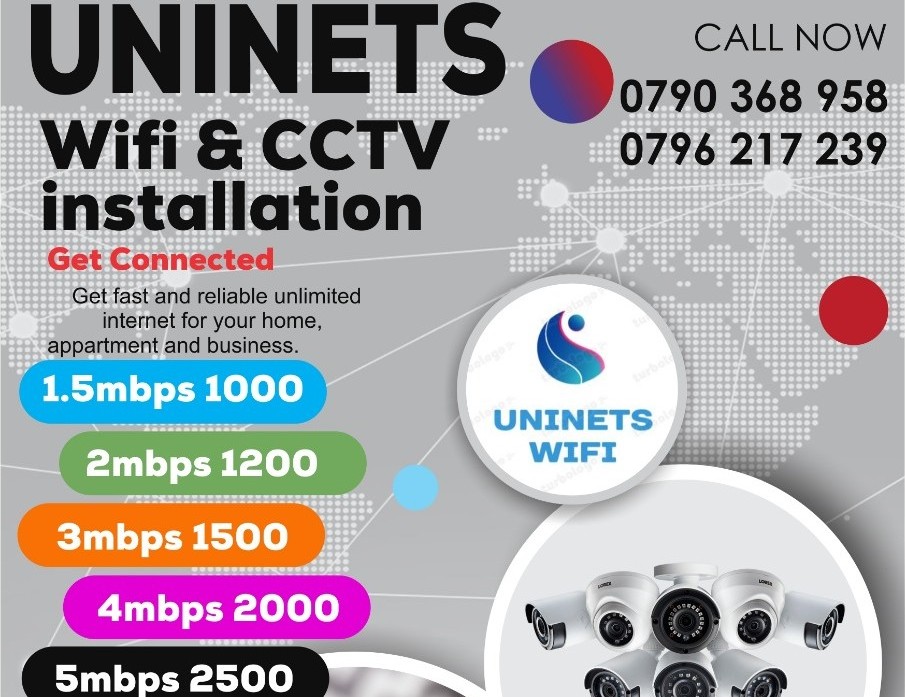 UNINETS
Wifi & CCTV
installation
Get Connected
Get fast and reliable unlimited
internet for your home,
appartment and business.
1.5mbps 1000
2mbps 1200
3mbps 1500
4mbps 2000
5mbps 2500
CALL NOW
0790 368 958
0796 217 239
UNINETS
WIFI
LOREX
LOREX